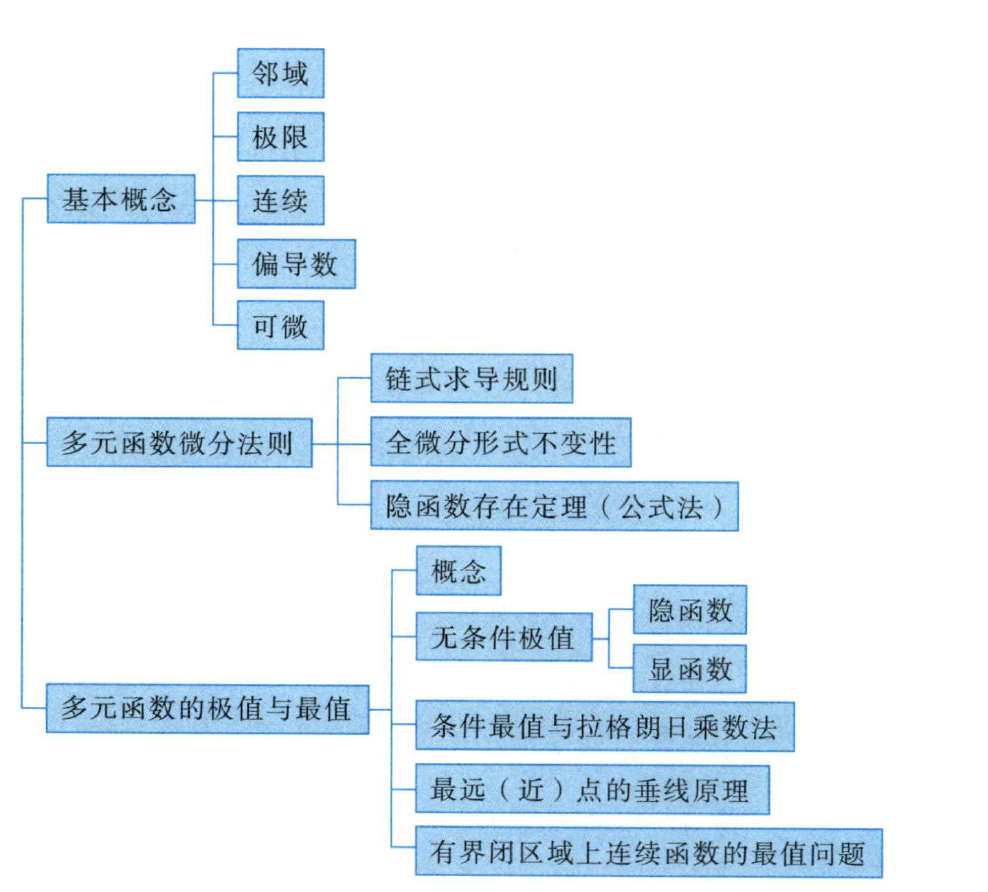 邻域
极限
基本概念
连续
偏导数
可微
链式求导规则
多元函数微分法则
全微分形式不变性
隐函数存在定理（公式法）
概念
隐函数
无条件极值
显函数
多元函数的极值与最值
条件最值与拉格朗日乘数法
最远（近）点的垂线原理
有界闭区域上连续函数的最值问题